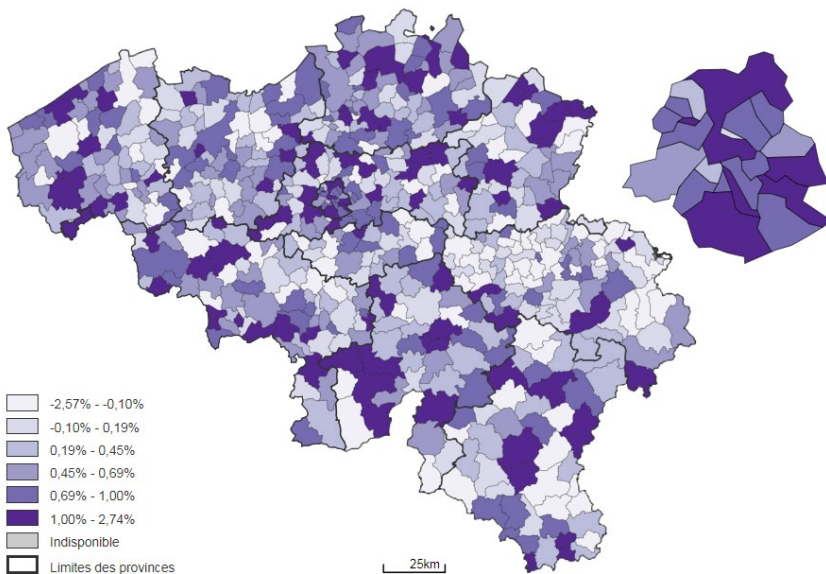 -2,57% - -0,10%
-0,10% - 0,19%
0,19% - 0,45%
0,45% - 0,69%
0,69% - 1,00%
1,00% - 2,74%
Indisponible
Limites des provinces
25km